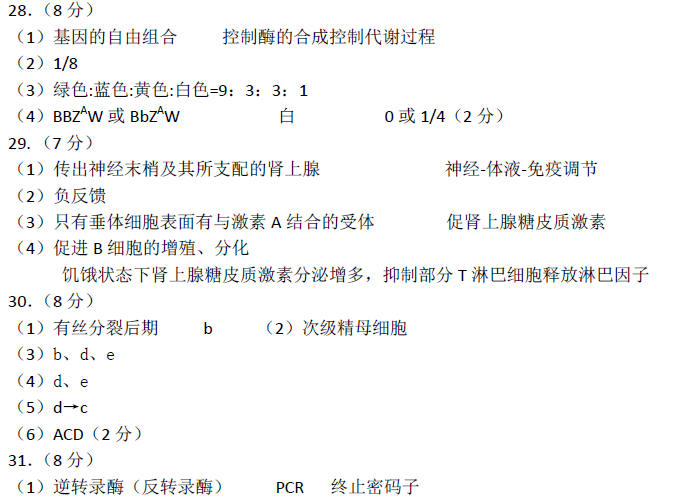 28.（8 分）
（1）基因的自由组合 控制酶的合成控制代谢过程
（2）1/8
（3）绿色:蓝色:黄色:白色=9：3：3：1
（4）BBZᴬW 或 BbZᴬW 白 0 或 1/4（2 分）
29.（7 分）
（1）传出神经末梢及其所支配的肾上腺 神经-体液-免疫调节
（2）负反馈
（3）只有垂体细胞表面有与激素 A 结合的受体 促肾上腺糖皮质激素
（4）促进 B 细胞的增殖、分化
饥饿状态下肾上腺糖皮质激素分泌增多，抑制部分 T 淋巴细胞释放淋巴因子
30.（8 分）
（1）有丝分裂后期 b （2）次级精母细胞
（3）b、d、e
（4）d、e
（5）d→c
（6）ACD（2 分）
31.（8 分）
（1）逆转录酶（反转录酶） PCR 终止密码子